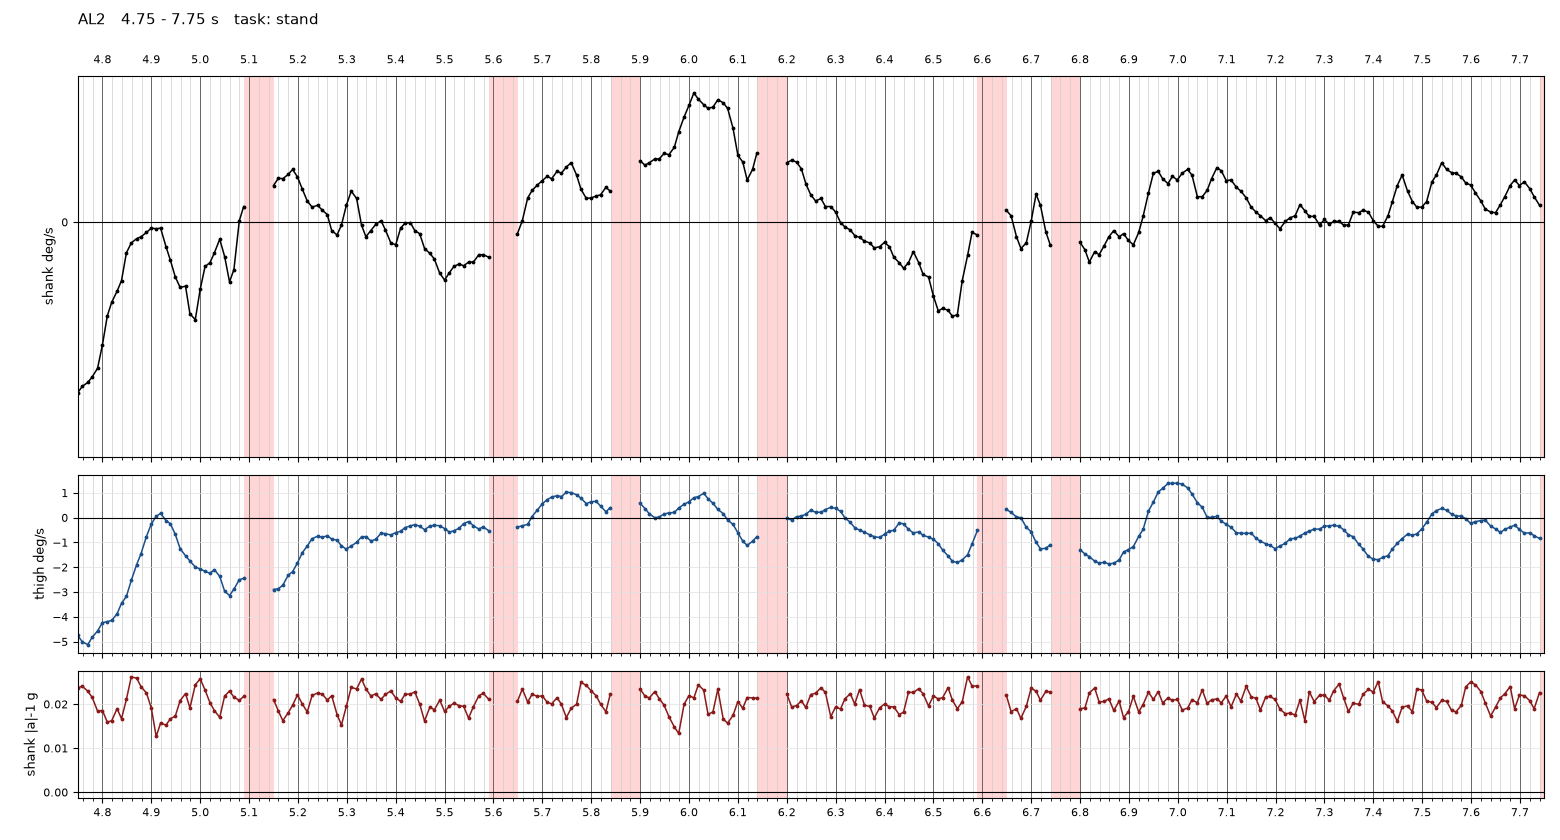 AL2   4.75 - 7.75 s   task: stand
4.8 4.9 5.0 5.1 5.2 5.3 5.4 5.5 5.6 5.7 5.8 5.9 6.0 6.1 6.2 6.3 6.4 6.5 6.6 6.7 6.8 6.9 7.0 7.1 7.2 7.3 7.4 7.5 7.6 7.7
shank deg/s
0
thigh deg/s
1
0
−1
−2
−3
−4
−5
shank |a|-1 g
0.02
0.01
0.00
4.8 4.9 5.0 5.1 5.2 5.3 5.4 5.5 5.6 5.7 5.8 5.9 6.0 6.1 6.2 6.3 6.4 6.5 6.6 6.7 6.8 6.9 7.0 7.1 7.2 7.3 7.4 7.5 7.6 7.7